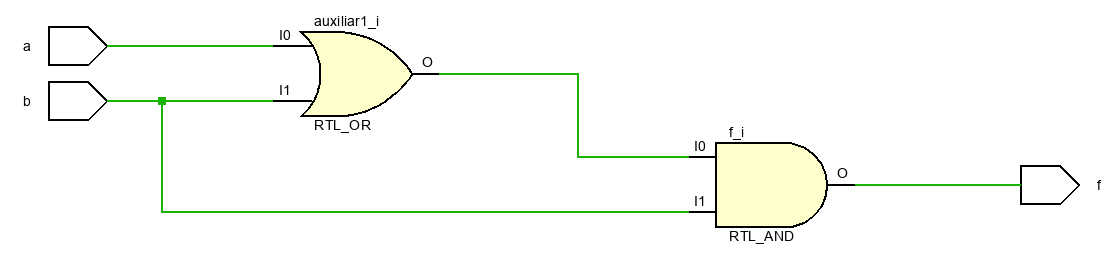 auxiliar1_i
a
I0
O
b
I1
RTL_OR
f_i
I0
O
f
I1
RTL_AND